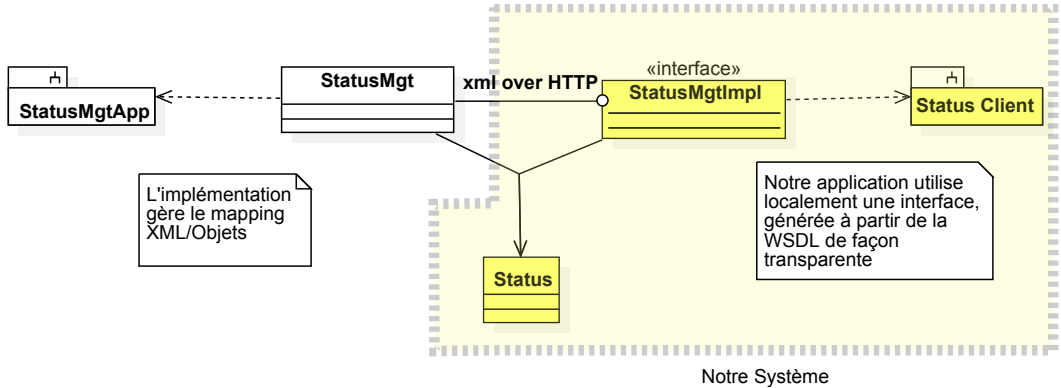 StatusMgtApp
StatusMgt
xml over HTTP
«interface»
StatusMgtImpl
Status Client
L'implémentation
gère le mapping
XML/Objets
Notre application utilise
localement une interface,
générée à partir de la
WSDL de façon
transparente
Status
Notre Système